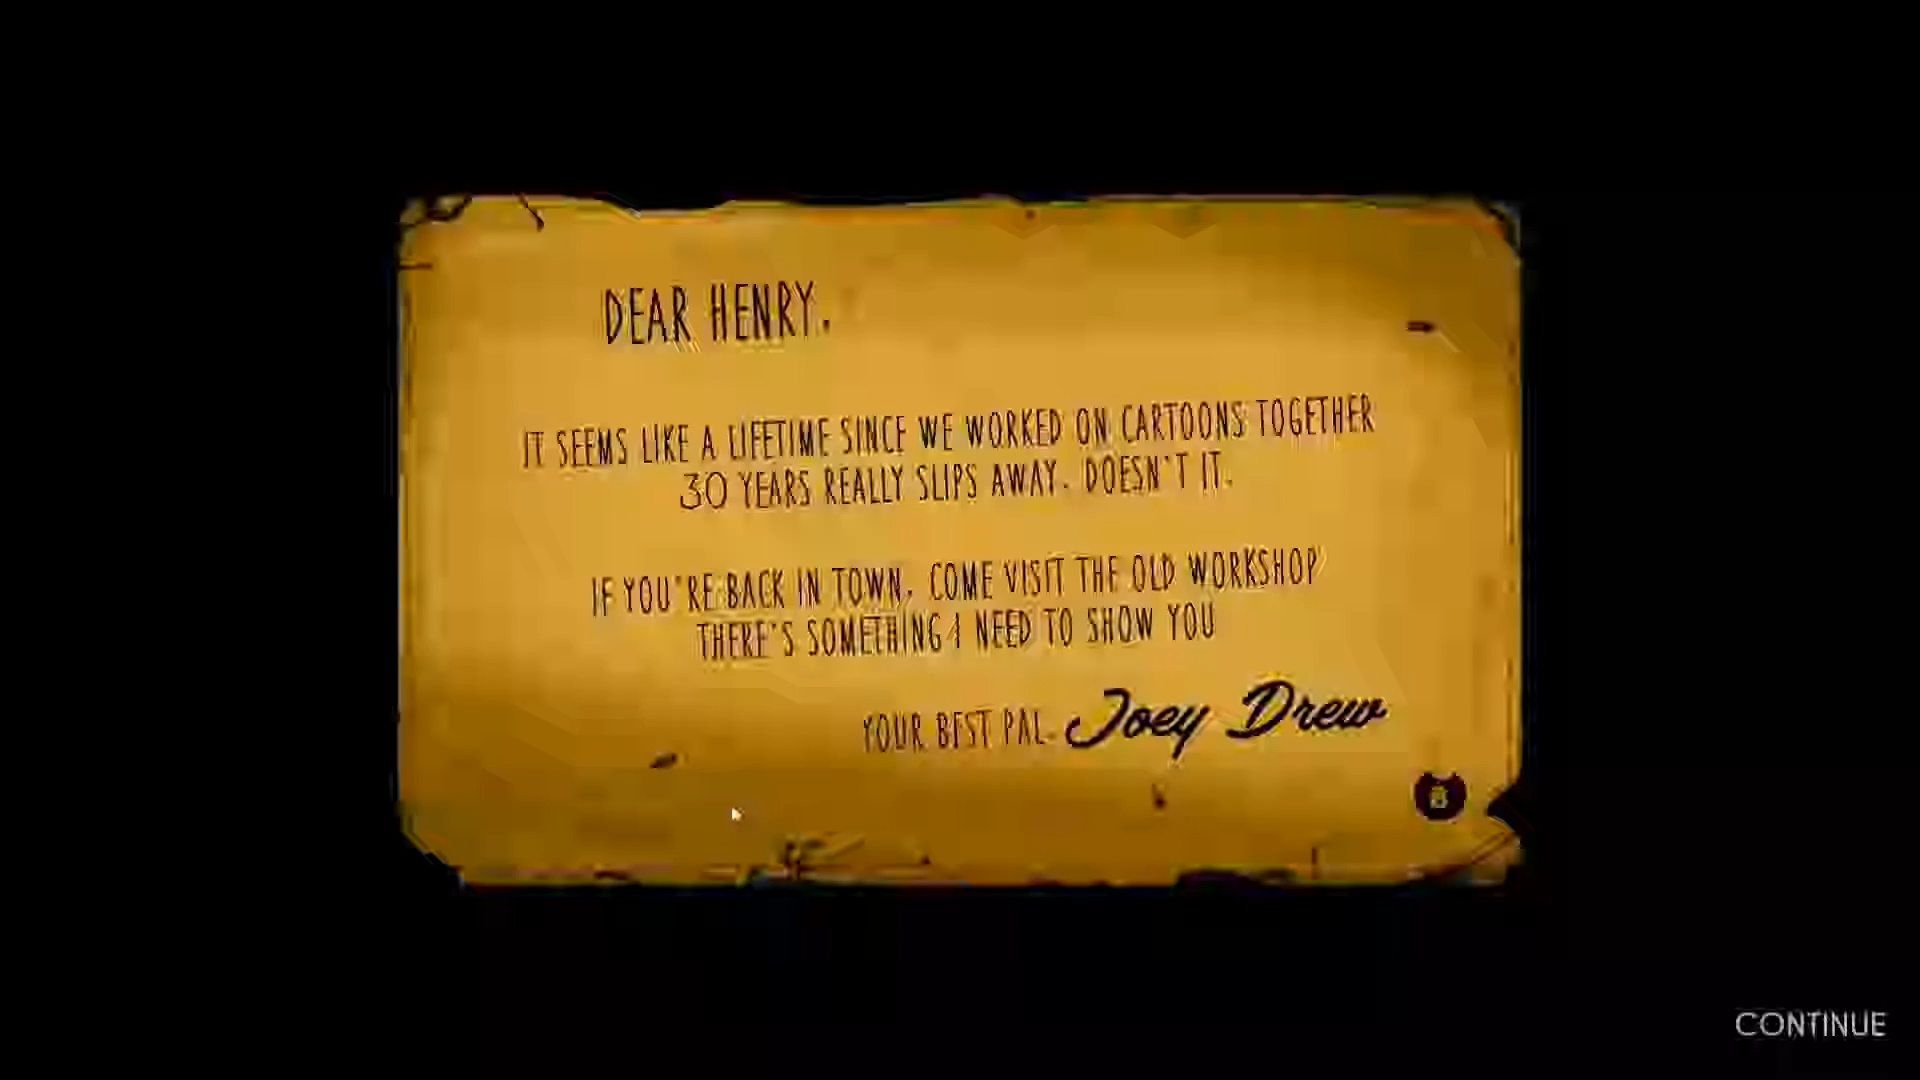 DEAR HENRY,
IT SEEMS LIKE A LIFETIME SINCE WE WORKED ON CARTOONS TOGETHER
30 YEARS REALLY SLIPS AWAY, DOESN'T IT.
IF YOU'RE BACK IN TOWN, COME VISIT THE OLD WORKSHOP
THERE'S SOMETHING I NEED TO SHOW YOU
YOUR BEST PAL, Joey Drew
CONTINUE